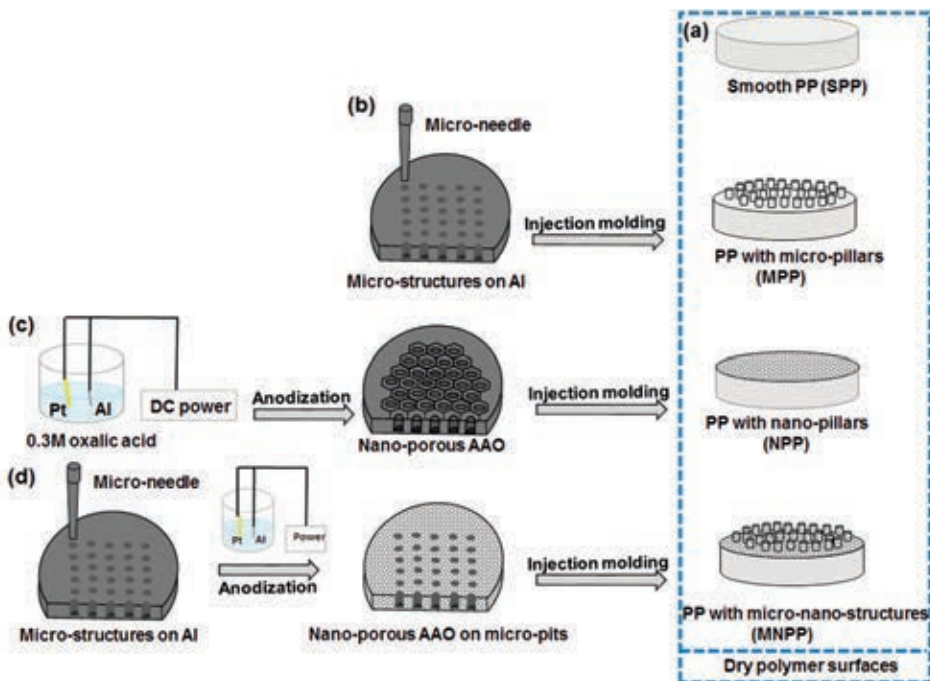 (a)
Smooth PP (SPP)
(b)
Micro-needle
Injection molding
Micro-structures on Al
PP with micro-pillars
(MPP)
(c)
Pt
Al
DC power
0.3M oxalic acid
Anodization
Nano-porous AAO
Injection molding
PP with nano-pillars
(NPP)
(d)
Micro-needle
Pt
Al
Power
Anodization
Micro-structures on Al
Nano-porous AAO on micro-pits
Injection molding
PP with micro-nano-structures
(MNPP)
Dry polymer surfaces